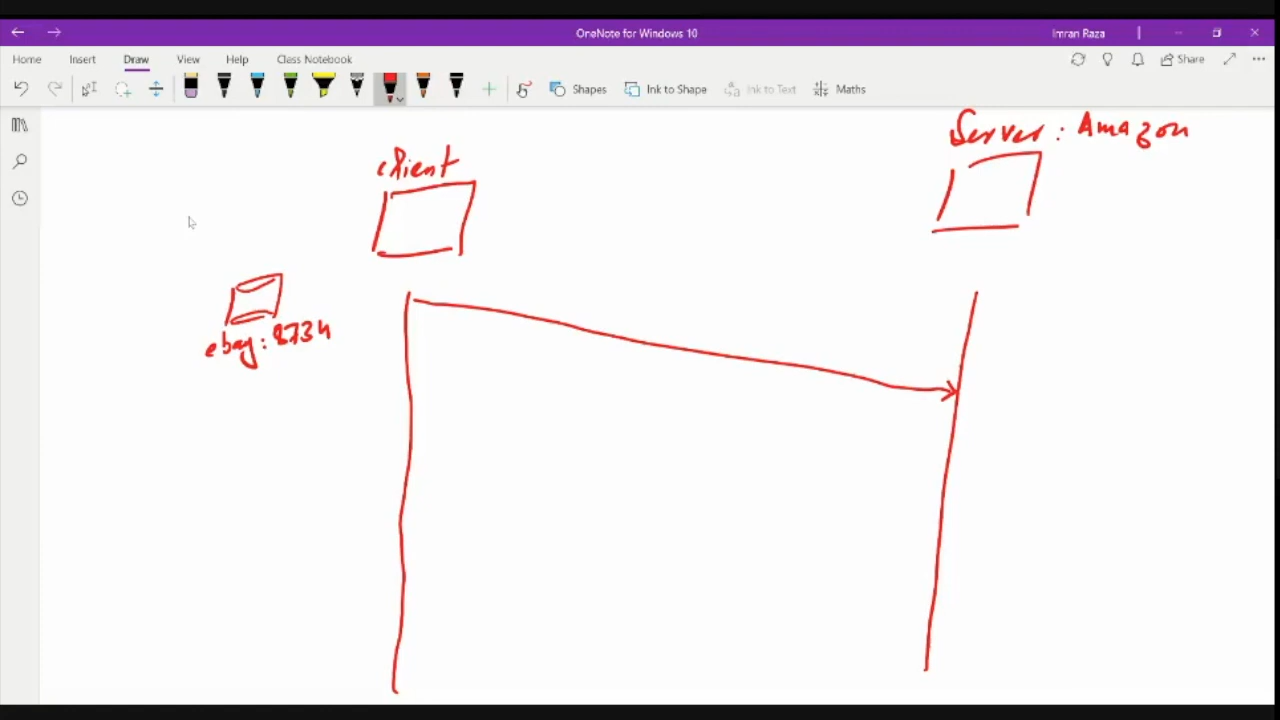 OneNote for Windows 10
Imran Raza
Home Insert Draw View Help Class Notebook
Share
Shapes Ink to Shape Ink to Text Maths
Server: Amazon
client
ebay: 8734